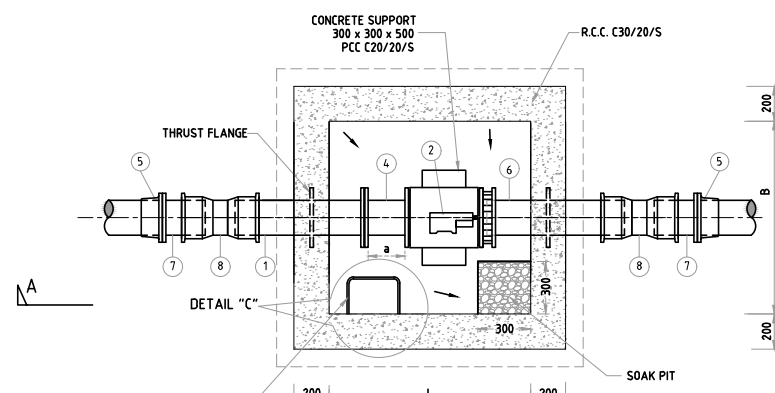 CONCRETE SUPPORT
300 x 300 x 500
PCC C20/20/S
R.C.C. C30/20/S
200
THRUST FLANGE
5
4
2
6
5
B
a
7
8
1
8
7
A
300
DETAIL "C"
300
200
SOAK PIT
200
200